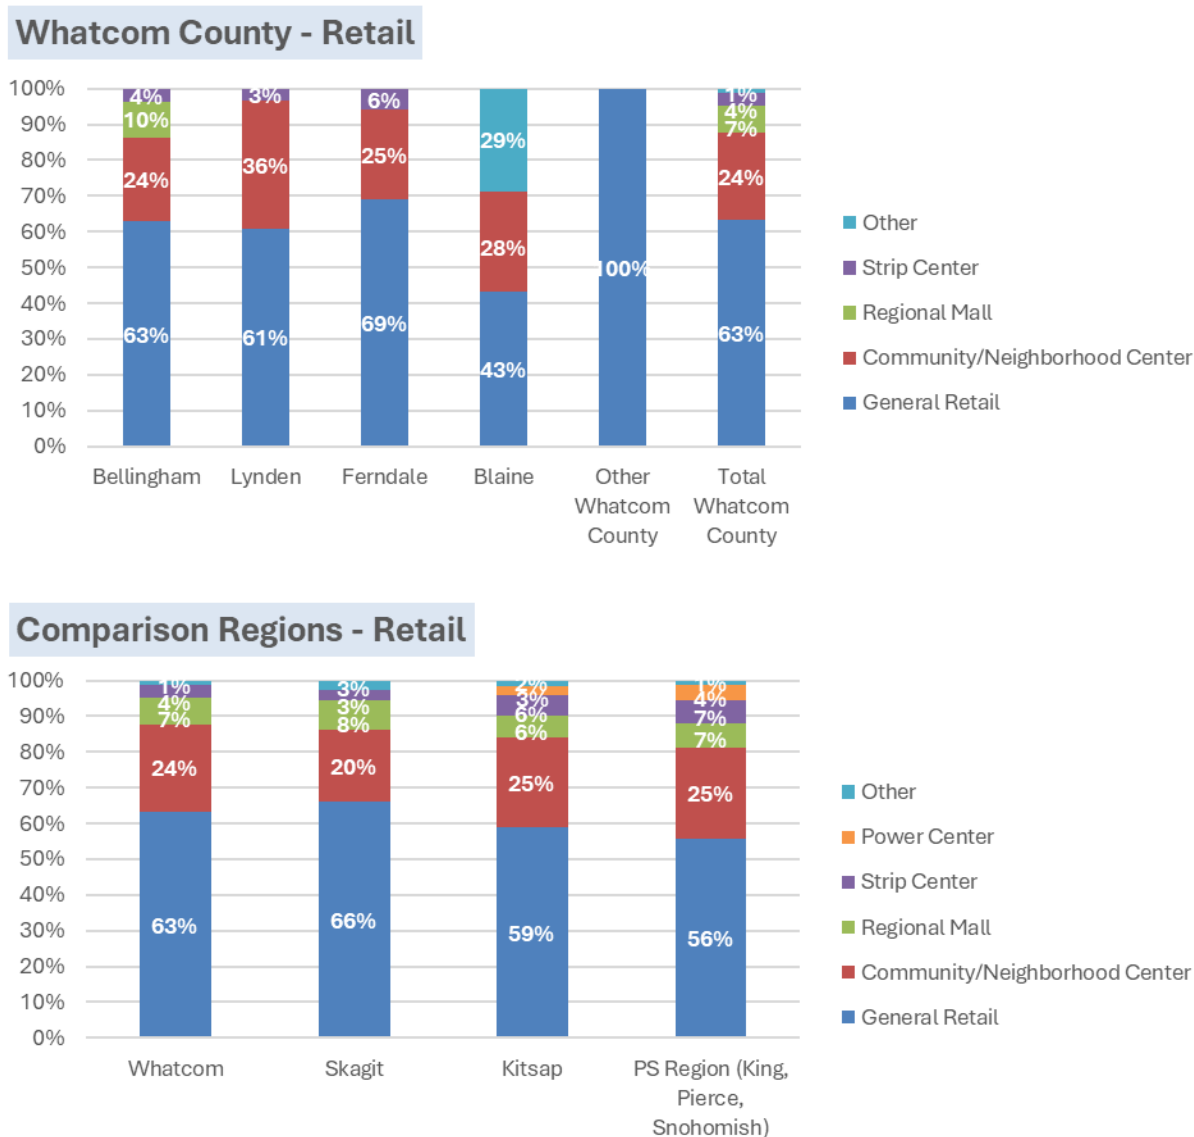 Whatcom County - Retail
100%
90%
80%
70%
60%
50%
40%
30%
20%
10%
0%
4%
10%
24%
63%
3%
36%
61%
6%
25%
69%
29%
28%
43%
100%
1%
4%
7%
24%
63%
Bellingham
Lynden
Ferndale
Blaine
Other
Whatcom
County
Total
Whatcom
County
Other
Strip Center
Regional Mall
Community/Neighborhood Center
General Retail
Comparison Regions - Retail
100%
90%
80%
70%
60%
50%
40%
30%
20%
10%
0%
1%
4%
7%
24%
63%
3%
3%
8%
20%
66%
2%
3%
6%
6%
25%
59%
1%
4%
7%
7%
25%
56%
Whatcom
Skagit
Kitsap
PS Region (King,
Pierce,
Snohomish)
Other
Power Center
Strip Center
Regional Mall
Community/Neighborhood Center
General Retail